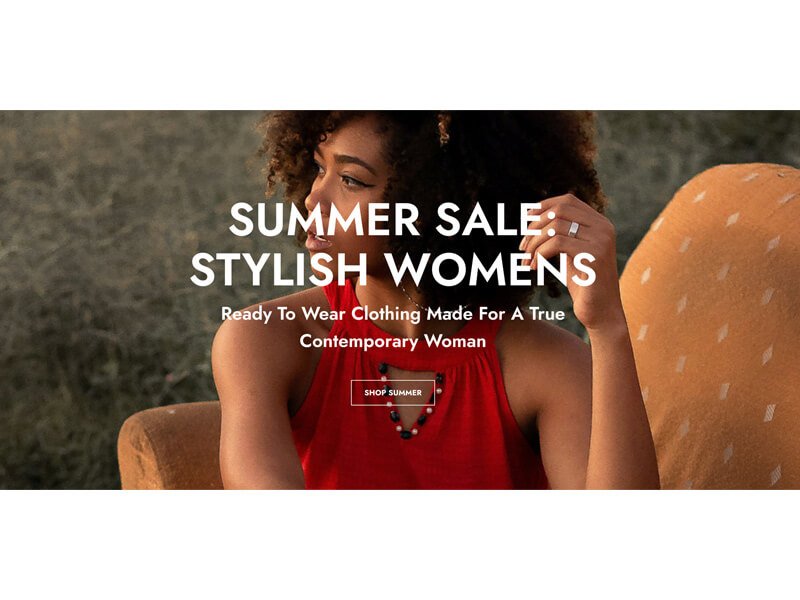 SUMMER SALE:
STYLISH WOMENS
Ready To Wear Clothing Made For A True
Contemporary Woman
SHOP SUMMER